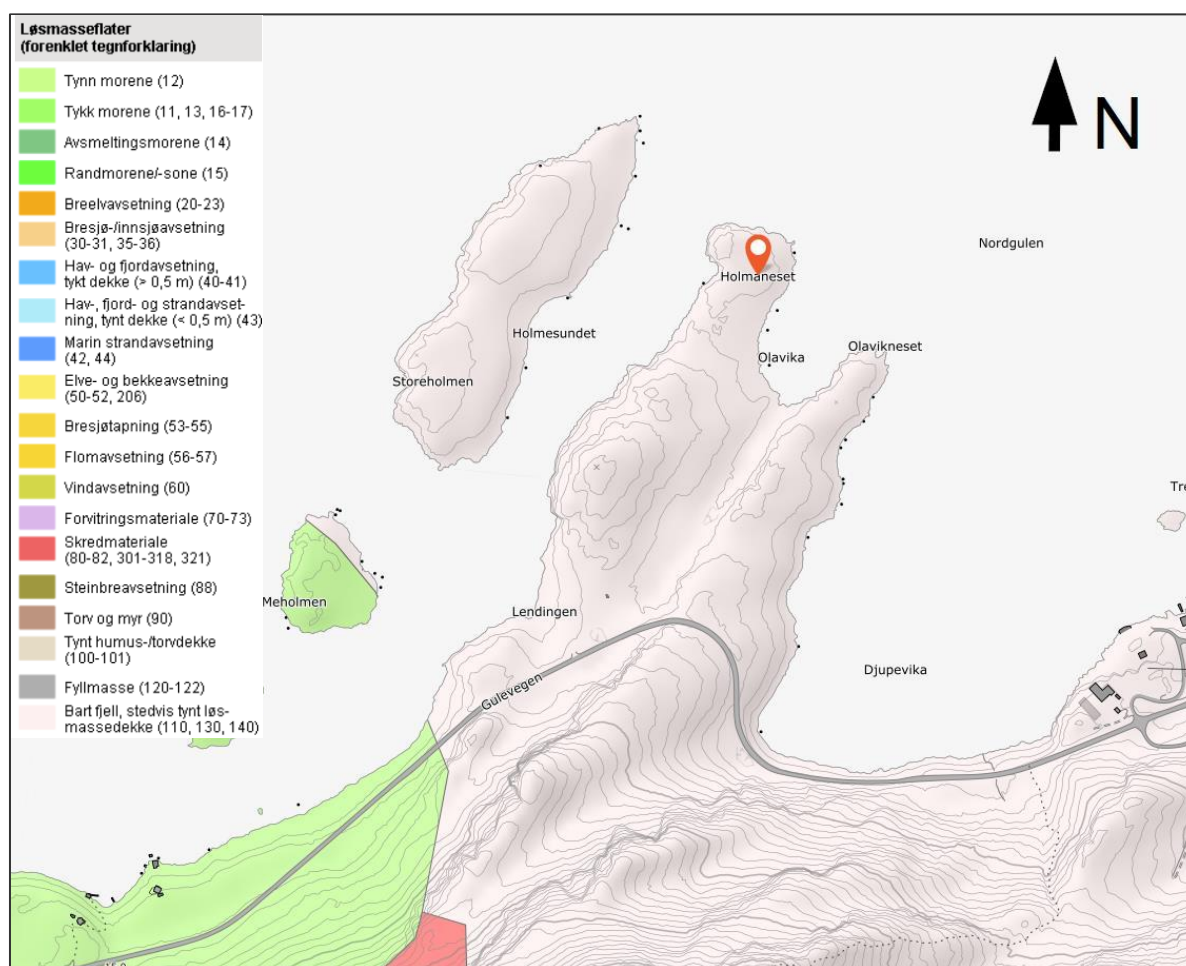 Løsmasseflater
(forenklet tegnforklaring)
Tynn morene (12)
Tykk morene (11, 13, 16-17)
Avsmeltingsmorene (14)
Randmorene/-sone (15)
Breelvavsetning (20-23)
Bresjø-/innsjøavsetning
(30-31, 35-36)
Hav- og fjordavsetning,
tykt dekke (> 0,5 m) (40-41)
Hav-, fjord- og strandavset-
ning, tynt dekke (< 0,5 m) (43)
Marin strandavsetning
(42, 44)
Elve- og bekkeavsetning
(50-52, 206)
Bresjøtapning (53-55)
Flomavsetning (56-57)
Vindavsetning (60)
Forvitringsmateriale (70-73)
Skredmateriale
(80-82, 301-318, 321)
Steinbreavsetning (88)
Torv og myr (90)
Tynt humus-/torvdekke
(100-101)
Fyllmasse (120-122)
Bart fjell, stedvis tynt løs-
massedekke (110, 130, 140)
N
Nordgulen
Holmaneset
Holmesundet
Olavika
Olavikneset
Storeholmen
Tre
Meholmen
Lendingen
Djupevika
Gulevegen